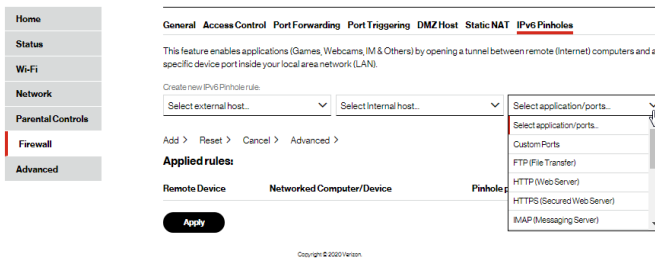 Home
Status
Wi-Fi
Network
Parental Controls
Firewall
Advanced
General Access Control Port Forwarding Port Triggering DMZ Host Static NAT IPv6 Pinholes
This feature enables applications (Games, Webcams, IM & Others) by opening a tunnel between remote (Internet) computers and a
specific device port inside your local area network (LAN).
Create new IPv6 Pinhole rule:
Select external host... Select Internal host... Select application/ports...
Select application/ports...
Custom Ports
FTP (File Transfer)
HTTP (Web Server)
HTTPS (Secured Web Server)
IMAP (Messaging Server)
Add > Reset > Cancel > Advanced >
Applied rules:
Remote Device Networked Computer/Device Pinhole p
Apply
Copyright © 2020 Verizon.